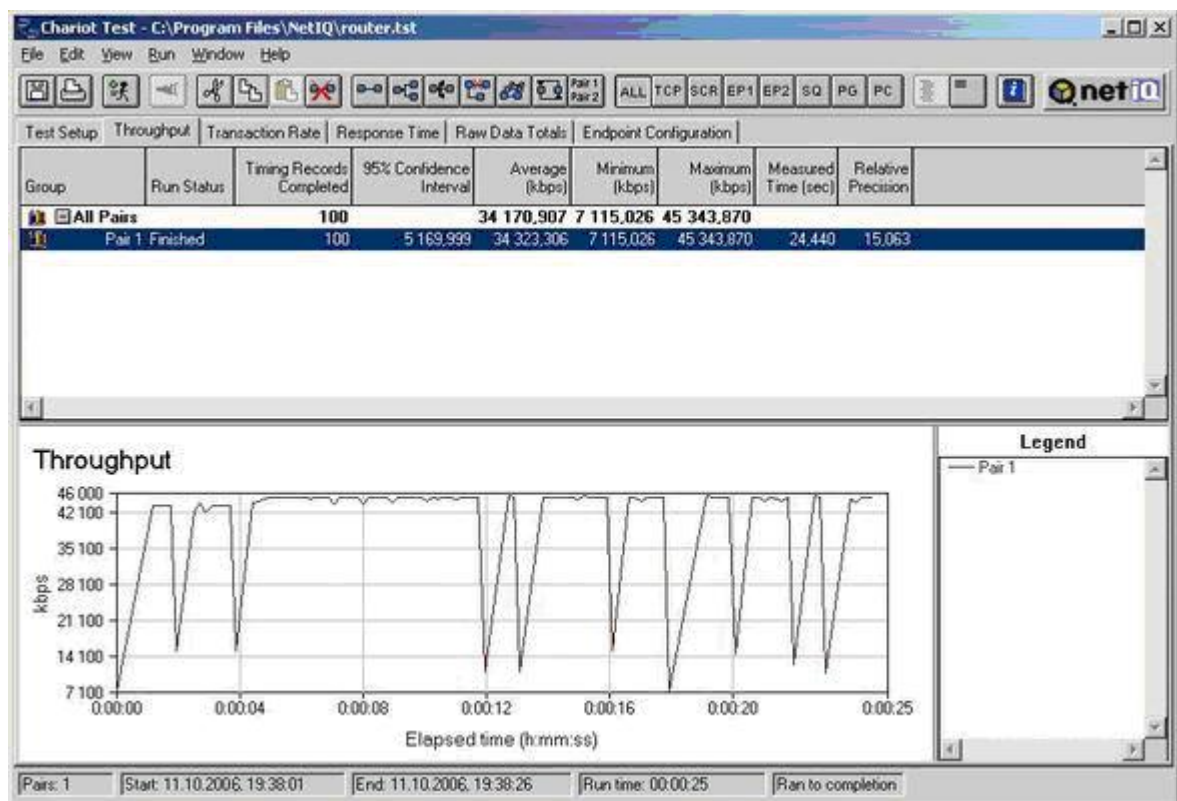 Chariot Test - C:\Program Files\NetIQ\router.tst
File Edit View Run Window Help
Pair 1
Pair 2
ALL TCP SCR EP1 EP2 SQ PG PC
netiQ
Test Setup Throughput Transaction Rate Response Time Raw Data Totals Endpoint Configuration
Group Run Status Timing Records Completed 95% Confidence Interval Average (kbps) Minimum (kbps) Maximum (kbps) Measured Time (sec) Relative Precision
All Pairs 100 34 170,907 7 115,026 45 343,870
Pair 1 Finished 100 5 169,999 34 323,306 7 115,026 45 343,870 24,440 15,063
Throughput
46 000
42 100
35 100
28 100
21 100
14 100
7 100
kbps
0:00:00 0:00:04 0:00:08 0:00:12 0:00:16 0:00:20 0:00:25
Elapsed time (h:mm:ss)
Legend
Pair 1
Pairs: 1 Start: 11.10.2006, 19:38:01 End: 11.10.2006, 19:38:26 Run time: 00:00:25 Ran to completion